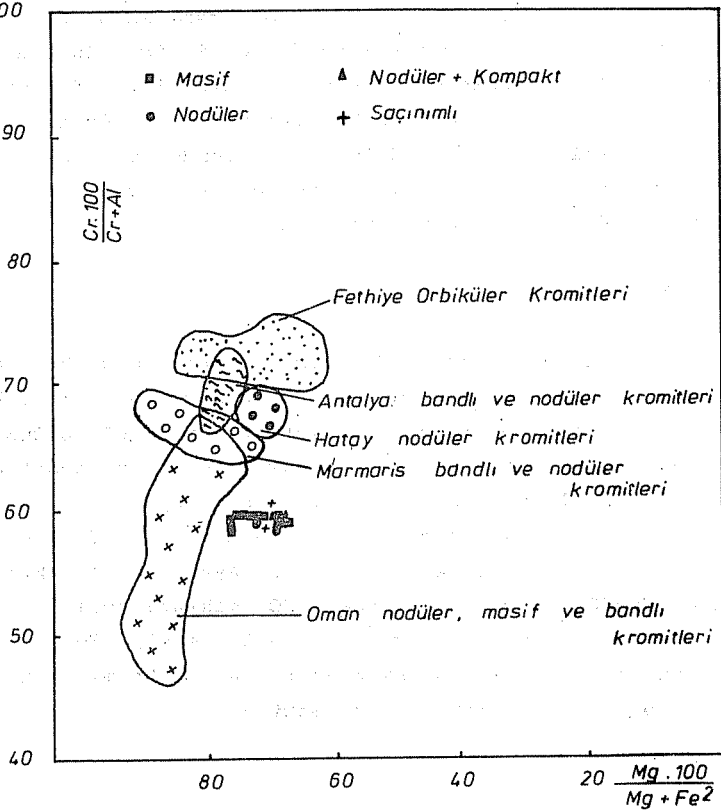 00
■ Masif
▲ Nodüler + Kompakt
● Nodüler
+ Saçınımlı
90
Cr.100
Cr+Al
80
Fethiye Orbiküler Kromitleri
70
Antalya bandlı ve nodüler kromitleri
Hatay nodüler kromitleri
Marmaris bandlı ve nodüler
kromitleri
60
Oman nodüler, masif ve bandlı
kromitleri
50
40
80
60
40
20
Mg.100
Mg+Fe2